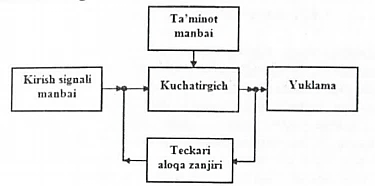 Ta'minot
manbai
Kirish signali
manbai
Kuchatirgich
Yuklama
Teckari
aloqa zanjiri